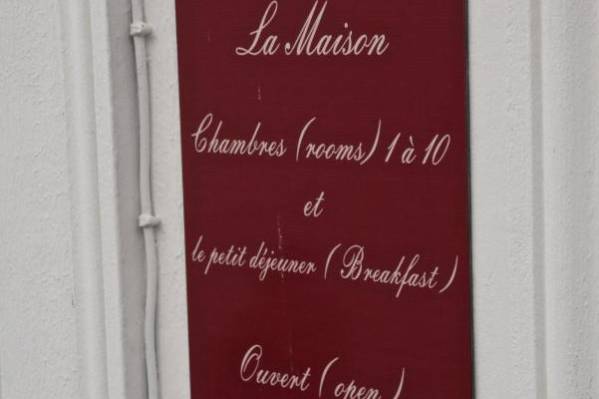 La Maison
Chambres (rooms) 1 à 10
et
le petit déjeuner (Breakfast)
Ouvert (open)